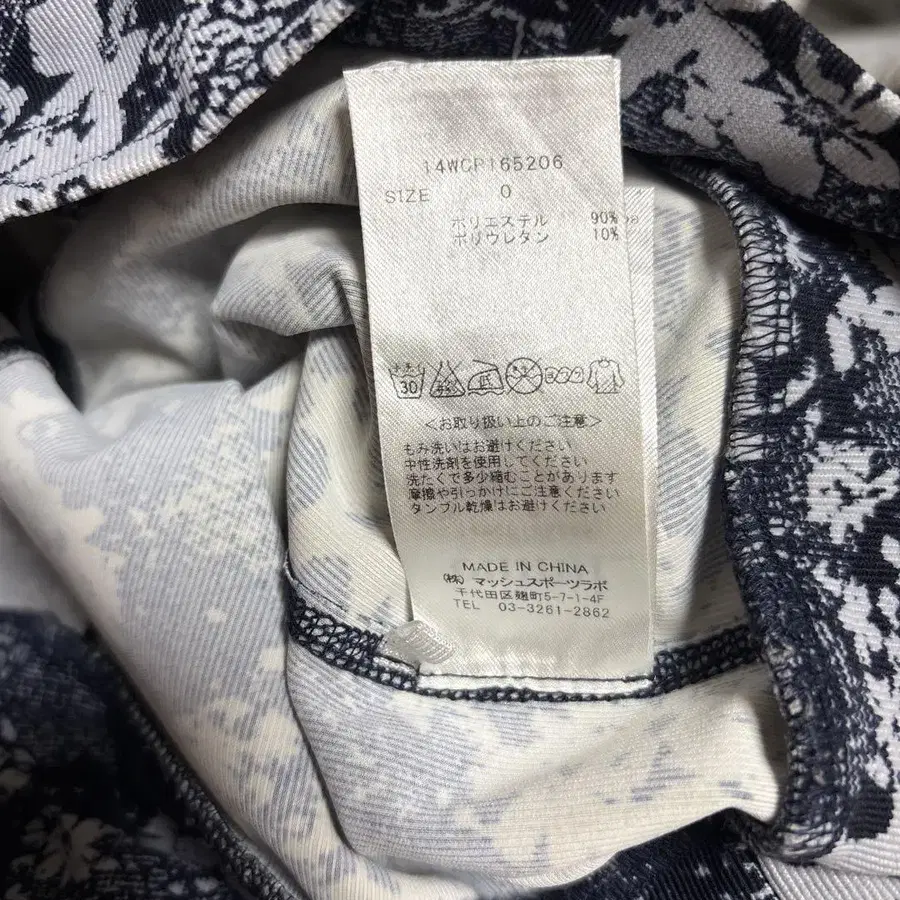 14WCP165206
SIZE 0
ポリエステル 90%
ポリウレタン 10%
30
<お取り扱い上のご注意>
もみ洗いはお避けください
中性洗剤を使用してください
洗たくで多少縮むことがあります
摩擦や引っかけにご注意ください
タンブル乾燥はお避けください
MADE IN CHINA
(株)マッシュスポーツラボ
千代田区麹町5-7-1-4F
TEL 03-3261-2862